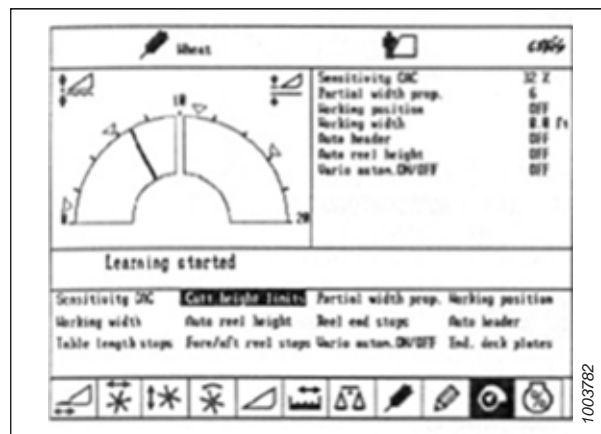 Wheat
Sensitivity CAC 32 %
Partial width prop. 6
Working position OFF
Working width 0.0 ft
Auto header OFF
Auto reel height OFF
Vario autom.ON/OFF OFF
10
0
20
Learning started
Sensitivity CAC Cutt.height limits Partial width prop. Working position
Working width Auto reel height Reel end stops Auto header
Table length stops Fore/aft reel stops Vario autom.ON/OFF End. deck plates
1003782